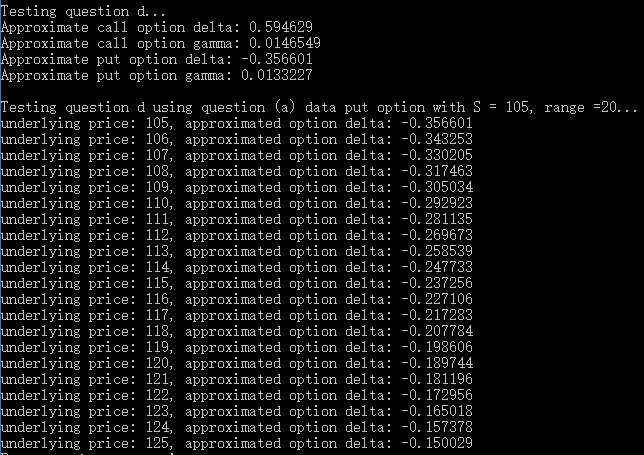 Testing question d...
Approximate call option delta: 0.594629
Approximate call option gamma: 0.0146549
Approximate put option delta: -0.356601
Approximate put option gamma: 0.0133227
Testing question d using question (a) data put option with S = 105, range =20...
underlying price: 105, approximated option delta: -0.356601
underlying price: 106, approximated option delta: -0.343253
underlying price: 107, approximated option delta: -0.330205
underlying price: 108, approximated option delta: -0.317463
underlying price: 109, approximated option delta: -0.305034
underlying price: 110, approximated option delta: -0.292923
underlying price: 111, approximated option delta: -0.281135
underlying price: 112, approximated option delta: -0.269673
underlying price: 113, approximated option delta: -0.258539
underlying price: 114, approximated option delta: -0.247733
underlying price: 115, approximated option delta: -0.237256
underlying price: 116, approximated option delta: -0.227106
underlying price: 117, approximated option delta: -0.217283
underlying price: 118, approximated option delta: -0.207784
underlying price: 119, approximated option delta: -0.198606
underlying price: 120, approximated option delta: -0.189744
underlying price: 121, approximated option delta: -0.181196
underlying price: 122, approximated option delta: -0.172956
underlying price: 123, approximated option delta: -0.165018
underlying price: 124, approximated option delta: -0.157378
underlying price: 125, approximated option delta: -0.150029